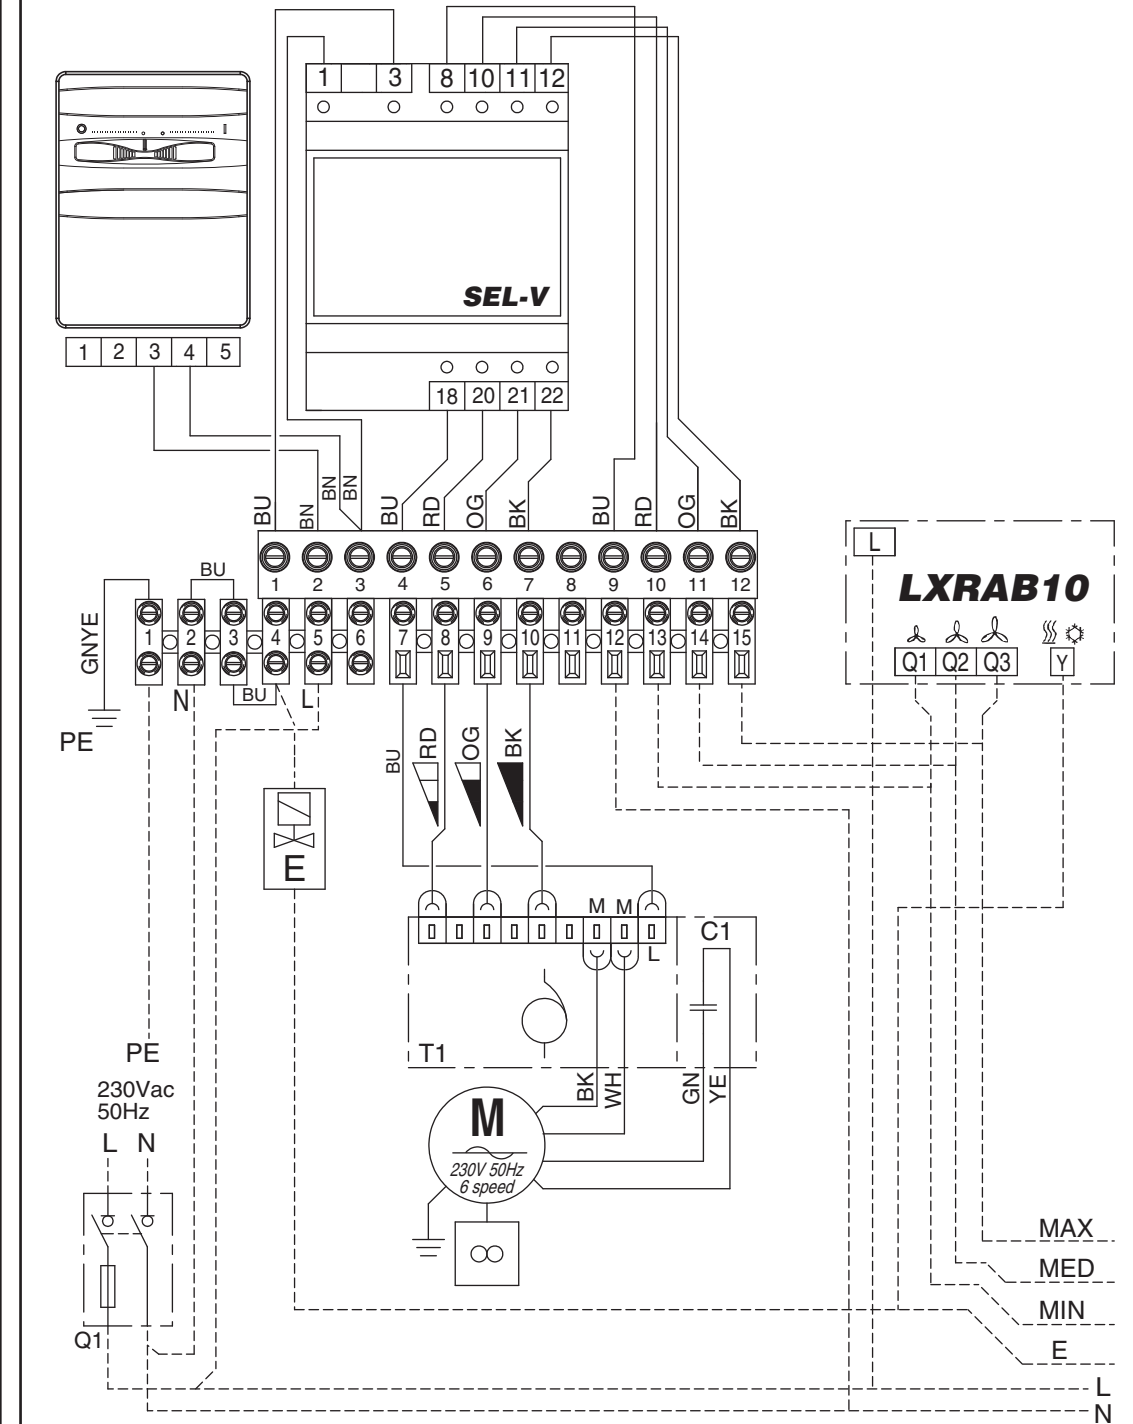 1 3 8 10 11 12
SEL-V
1 2 3 4 5
18 20 21 22
BU BN BN BN BU RD OG BK BU RD OG BK
1 2 3 4 5 6 7 8 9 10 11 12
L
LXRAB10
BU
GNYE
1 2 3 4 5 6 7 8 9 10 11 12 13 14 15
4
Q1 Q2 Q3 Y
N BU L
PE
BU RD OG BK
E
M M
L
C1
T1
PE
230Vac
50Hz
L N
BK WH GN YE
M
230V 50Hz
6 speed
Q1
MAX
MED
MIN
E
L
N